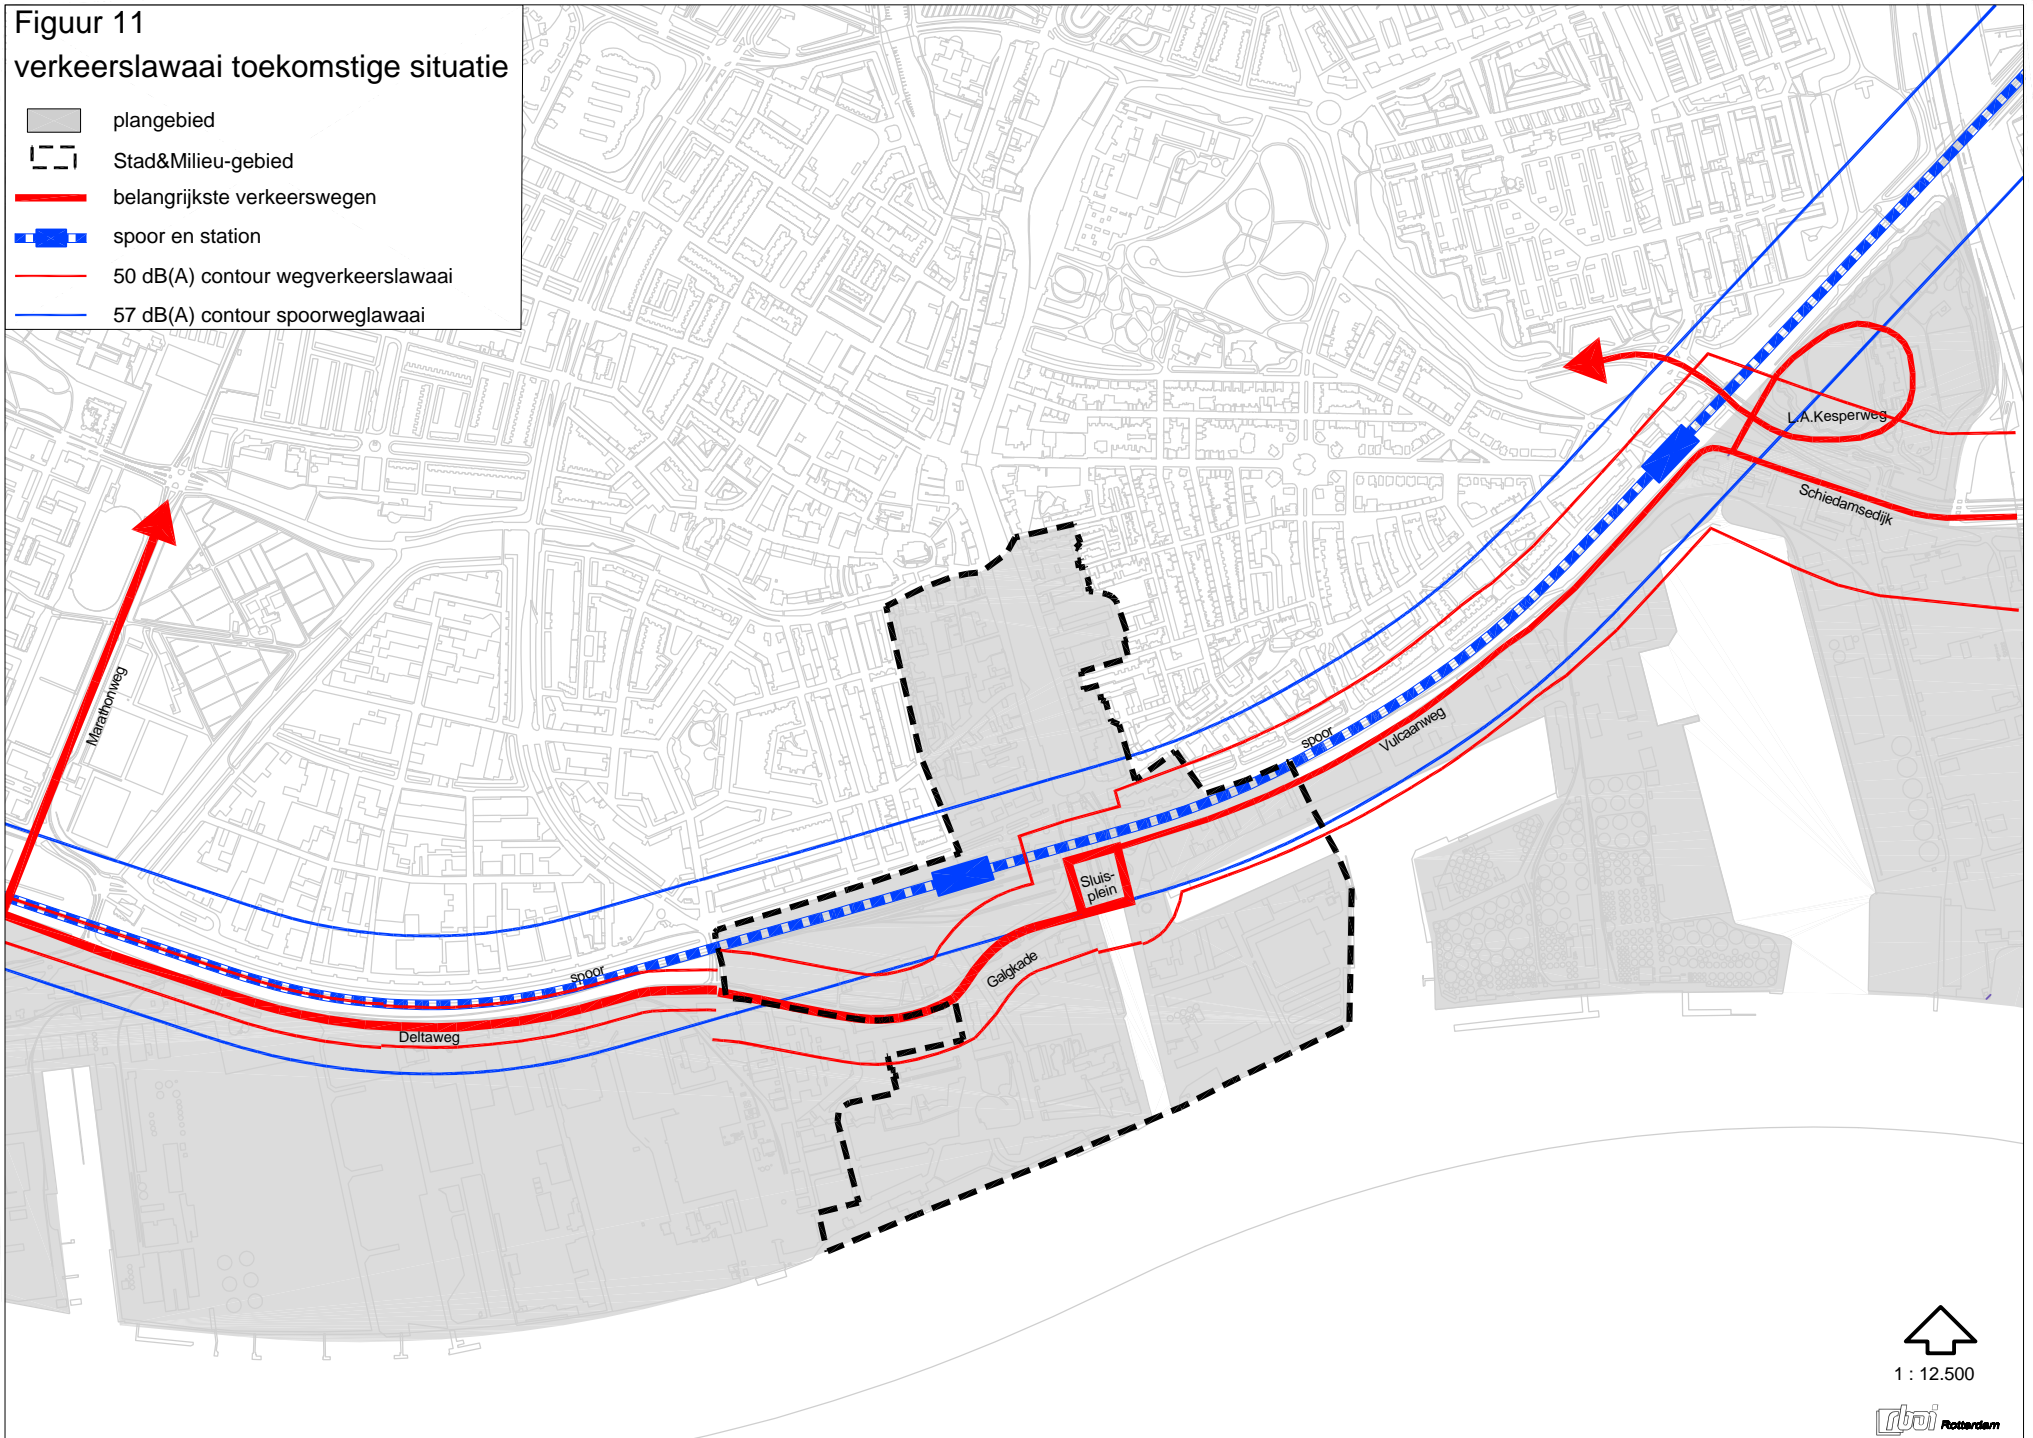 Figuur 11
verkeerslawaai toekomstige situatie
plangebied
Stad&Milieu-gebied
belangrijkste verkeerswegen
spoor en station
50 dB(A) contour wegverkeerslawaai
57 dB(A) contour spoorweglawaai
L.A.Kesperweg
Schiedamsedijk
Marathonweg
spoor
Vulcaanweg
Sluis-
plein
Galgkade
spoor
Deltaweg
1 : 12.500
rboi Rotterdam